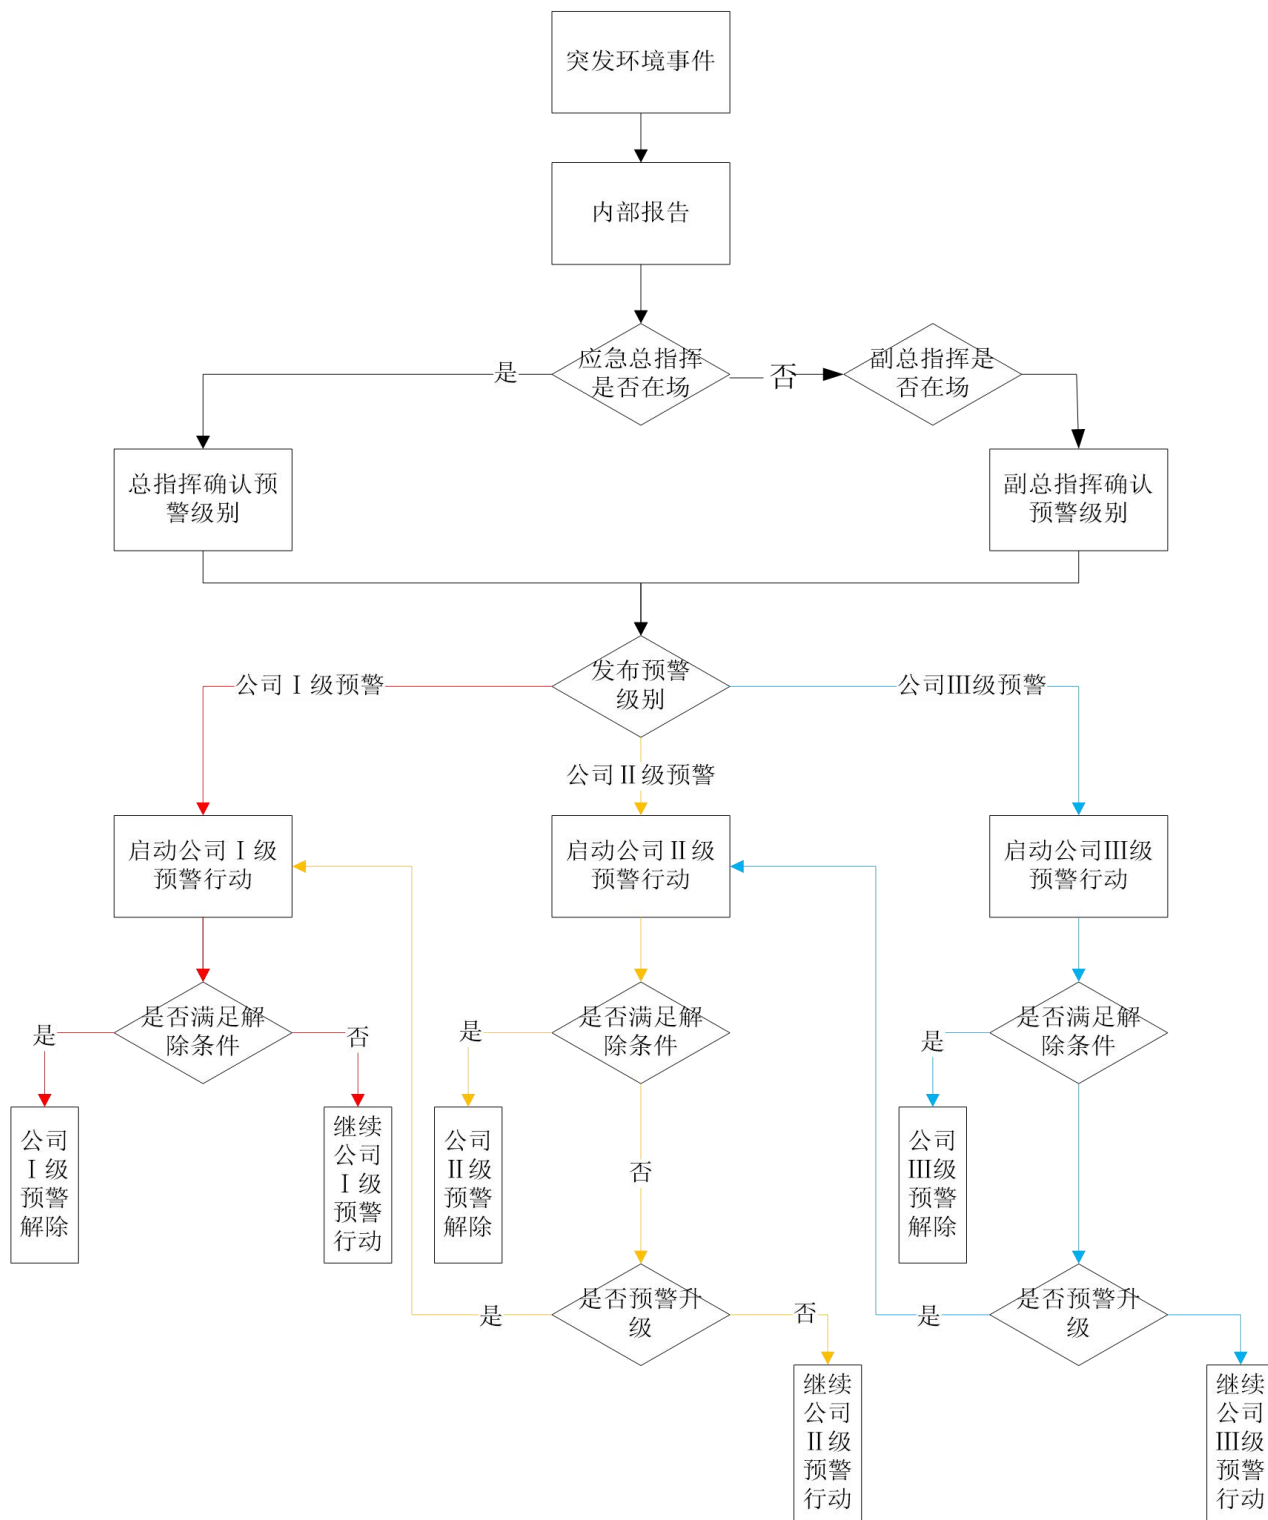 突发环境事件
内部报告
应急总指挥
是否在场
是
否
副总指挥是
否在场
总指挥确认预
警级别
副总指挥确认
预警级别
发布预警
级别
公司Ⅰ级预警
公司Ⅲ级预警
公司Ⅱ级预警
启动公司Ⅰ级
预警行动
启动公司Ⅱ级
预警行动
启动公司Ⅲ级
预警行动
是否满足解
除条件
是
否
是否满足解
除条件
是
是否满足解
除条件
是
公司
Ⅰ级
预警
解除
继续
公司
Ⅰ级
预警
行动
公司
Ⅱ级
预警
解除
否
公司
Ⅲ级
预警
解除
是否预警升
级
是
否
是否预警升
级
是
继续
公司
Ⅱ级
预警
行动
继续
公司
Ⅲ级
预警
行动